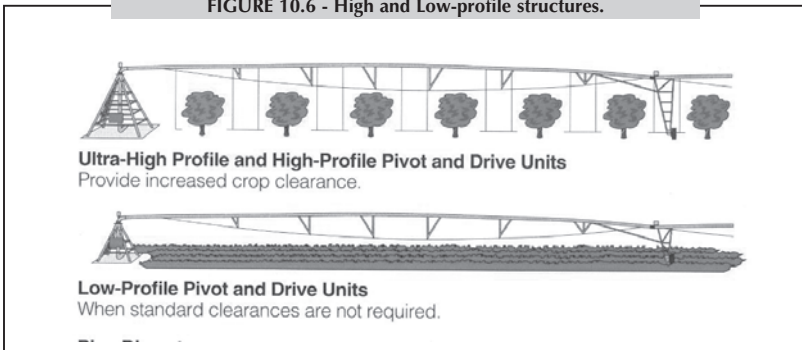 FIGURE 10.6 - High and Low-profile structures.
Ultra-High Profile and High-Profile Pivot and Drive Units
Provide increased crop clearance.
Low-Profile Pivot and Drive Units
When standard clearances are not required.